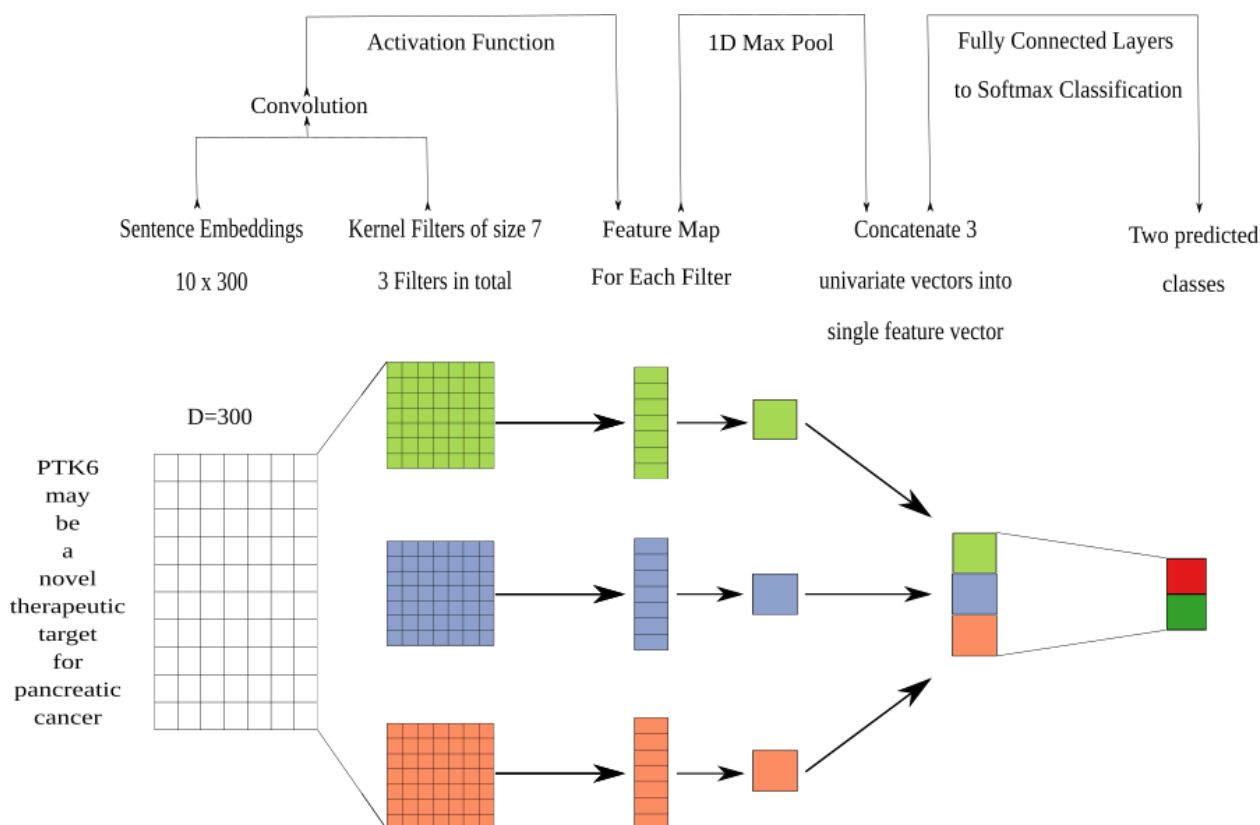 Activation Function
1D Max Pool
Fully Connected Layers
to Softmax Classification
Convolution
Sentence Embeddings
10 x 300
Kernel Filters of size 7
3 Filters in total
Feature Map
For Each Filter
Concatenate 3
univariate vectors into
single feature vector
Two predicted
classes
D=300
PTK6
may
be
a
novel
therapeutic
target
for
pancreatic
cancer